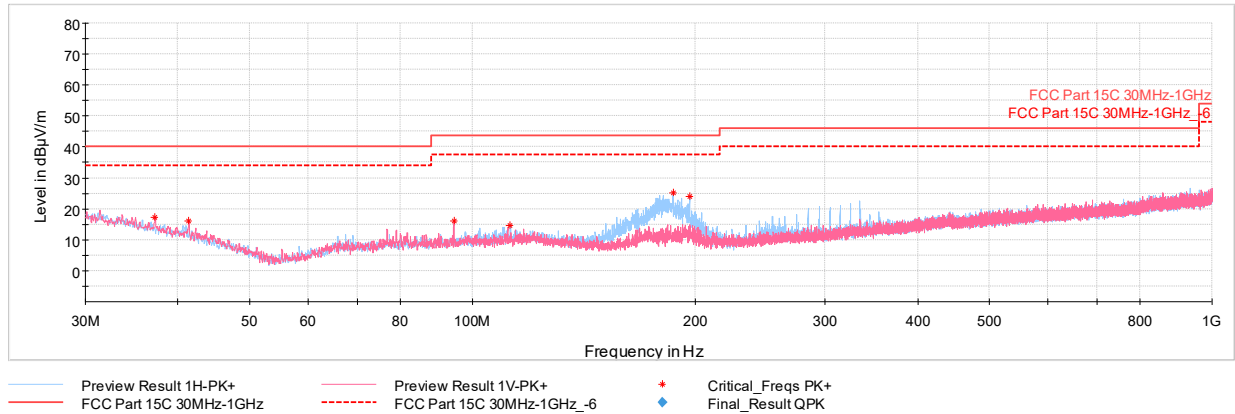 80
70
60
50
40
30
20
10
0
Level in dBµV/m
FCC Part 15C 30MHz-1GHz
FCC Part 15C 30MHz-1GHz_-6
30M 50 60 80 100M 200 300 400 500 800 1G
Frequency in Hz
Preview Result 1H-PK+ Preview Result 1V-PK+ Critical_Freqs PK+
FCC Part 15C 30MHz-1GHz FCC Part 15C 30MHz-1GHz_-6 Final_Result QPK